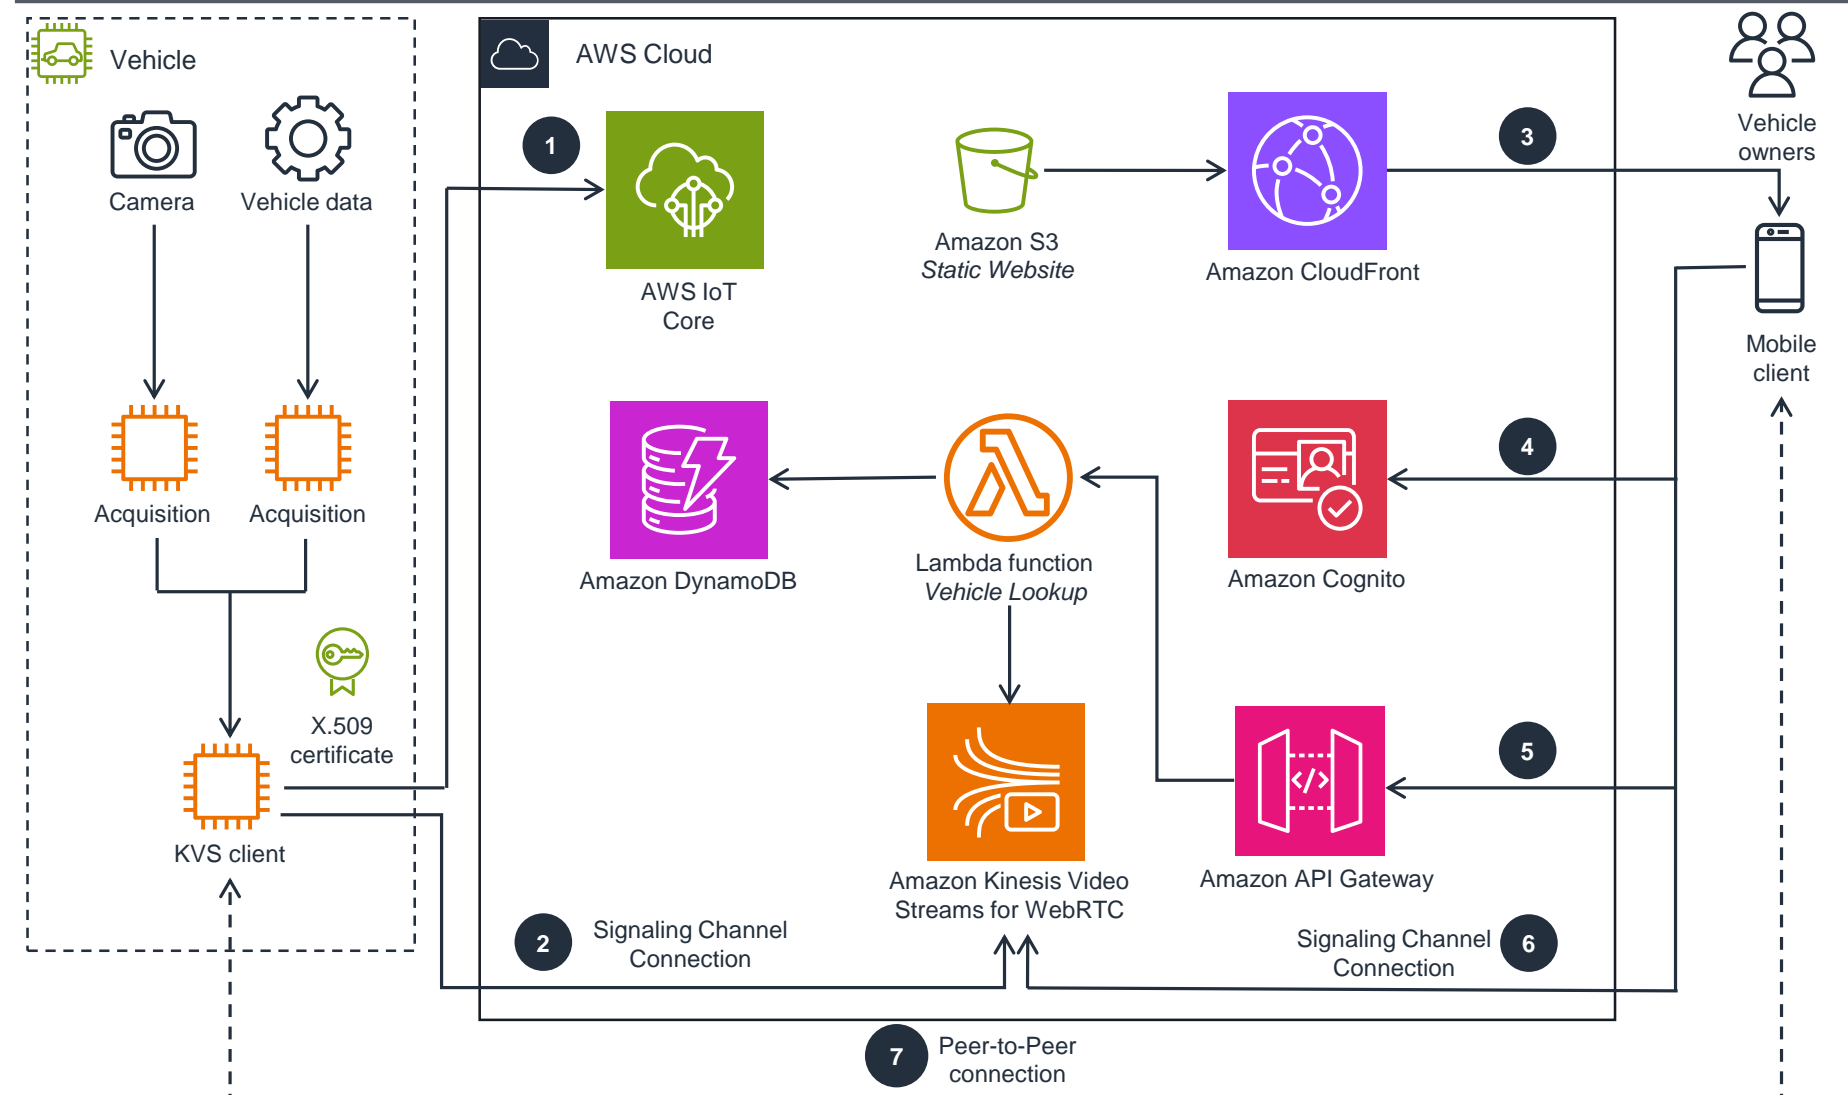 Vehicle
AWS Cloud
Camera
Vehicle data
Acquisition
Acquisition
X.509
certificate
KVS client
1
AWS IoT
Core
Amazon S3
Static Website
Amazon CloudFront
3
Vehicle
owners
Mobile
client
Amazon DynamoDB
Lambda function
Vehicle Lookup
Amazon Cognito
4
Amazon Kinesis Video
Streams for WebRTC
</>
Amazon API Gateway
5
2
Signaling Channel
Connection
Signaling Channel
Connection
6
7
Peer-to-Peer
connection